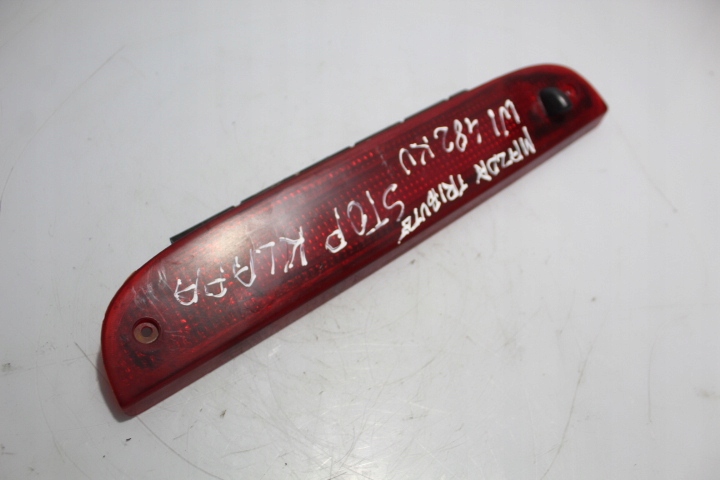 MAZDA TRIBUTE
WI 482KU
STOP KLAPA